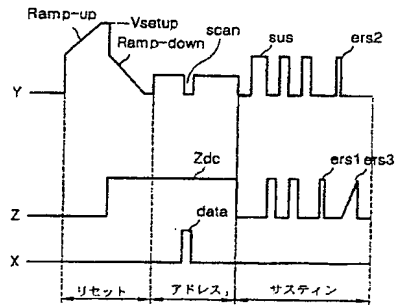 Ramp-up
Vsetup
Ramp-down
scan
sus
ers2
Y
Zdc
ers1
ers3
Z
data
X
リセット
アドレス
サスティン